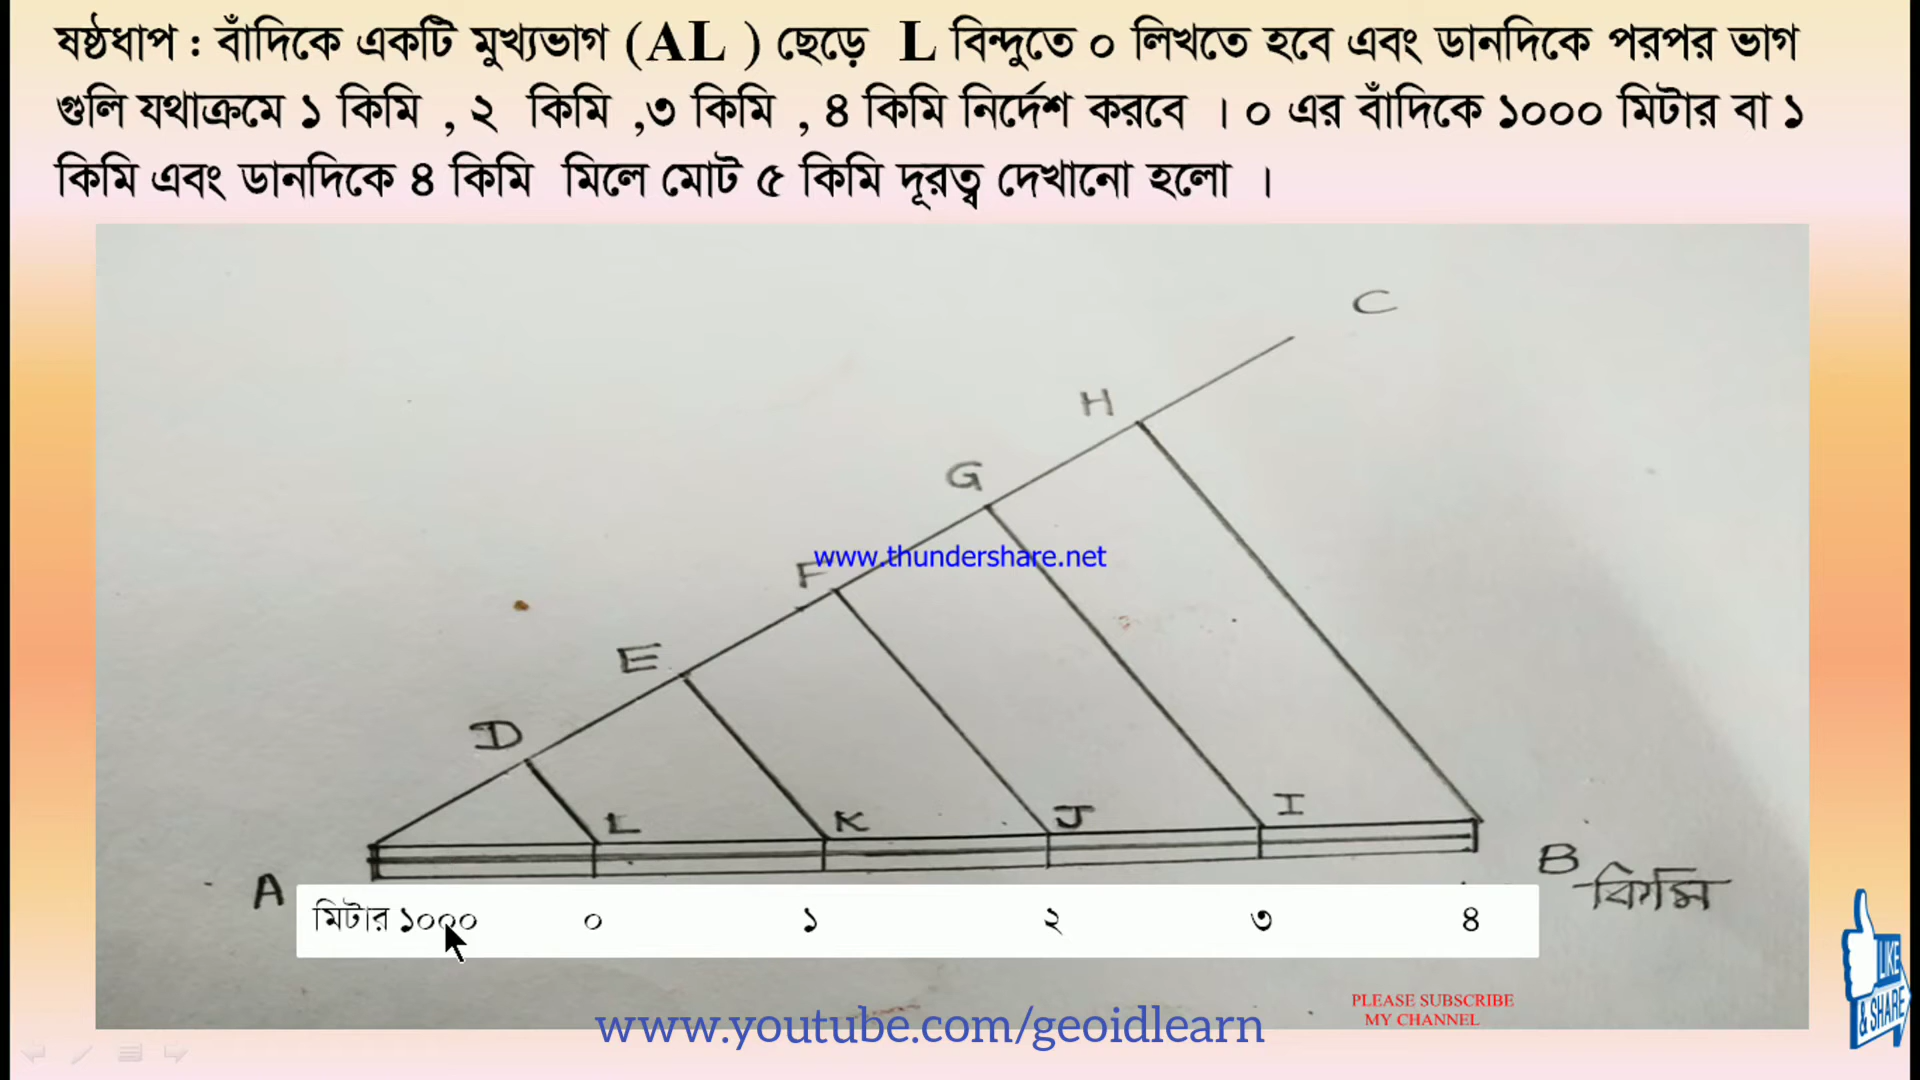 ষষ্ঠধাপ : বাঁদিকে একটি মুখ্যভাগ (AL ) ছেড়ে L বিন্দুতে ০ লিখতে হবে এবং ডানদিকে পরপর ভাগ
গুলি যথাক্রমে ১ কিমি , ২ কিমি ,৩ কিমি , ৪ কিমি নির্দেশ করবে । ০ এর বাঁদিকে ১০০০ মিটার বা ১
কিমি এবং ডানদিকে ৪ কিমি মিলে মোট ৫ কিমি দূরত্ব দেখানো হলো ।
C
H
G
www.thundershare.net
F
E
D
L K J I
A B কিমি
মিটার ১০০০ ০ ১ ২ ৩ ৪
LIKE
& SHARE
PLEASE SUBSCRIBE
MY CHANNEL
www.youtube.com/geoidlearn